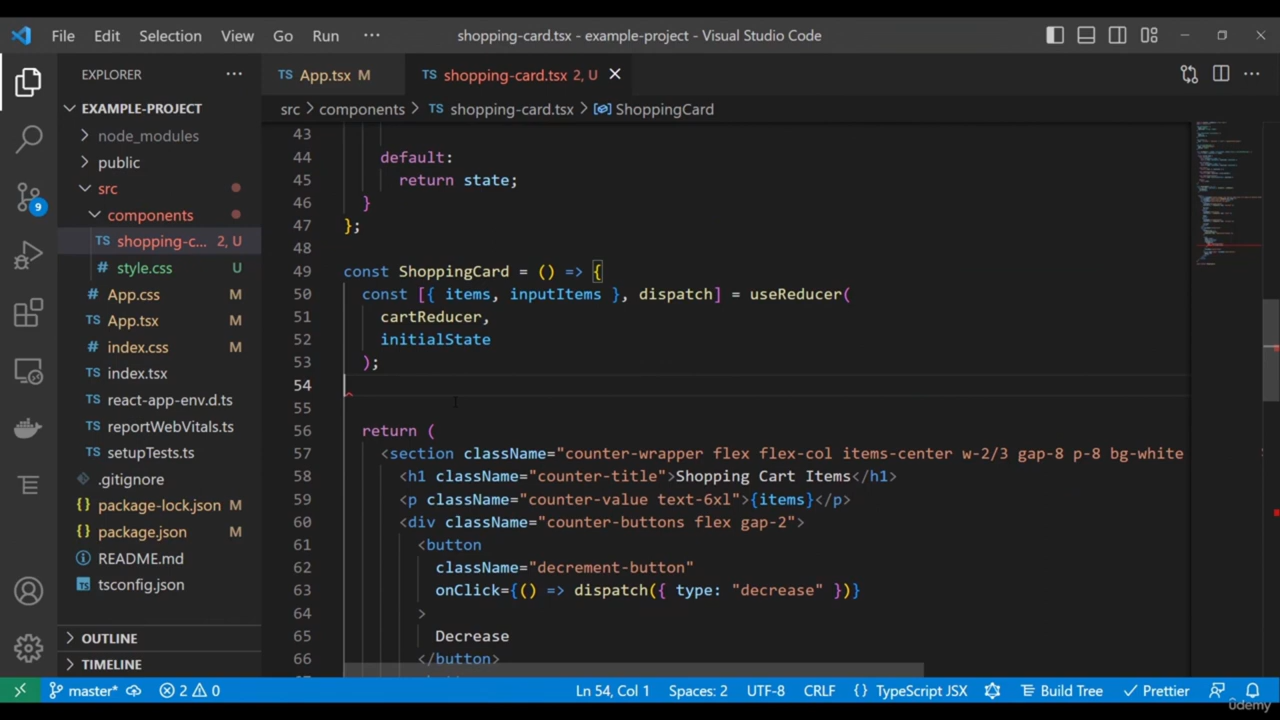 File Edit Selection View Go Run ··· shopping-card.tsx - example-project - Visual Studio Code
EXPLORER ··· TS App.tsx M TS shopping-card.tsx 2, U
EXAMPLE-PROJECT
src > components > TS shopping-card.tsx > ShoppingCard
node_modules
public
src
components
TS shopping-c... 2, U
# style.css U
# App.css M
TS App.tsx M
# index.css M
TS index.tsx
TS react-app-env.d.ts
TS reportWebVitals.ts
TS setupTests.ts
.gitignore
{} package-lock.json M
{} package.json M
README.md
tsconfig.json
OUTLINE
TIMELINE
9
43
44 default:
45 return state;
46 }
47 };
48
49 const ShoppingCard = () => {
50 const [{ items, inputItems }, dispatch] = useReducer(
51 cartReducer,
52 initialState
53 );
54
55
56 return (
57 <section className="counter-wrapper flex flex-col items-center w-2/3 gap-8 p-8 bg-white
58 <h1 className="counter-title">Shopping Cart Items</h1>
59 <p className="counter-value text-6xl">{items}</p>
60 <div className="counter-buttons flex gap-2">
61 <button
62 className="decrement-button"
63 onClick={() => dispatch({ type: "decrease" })}
64 >
65 Decrease
66 </button>
master* 2 0 Ln 54, Col 1 Spaces: 2 UTF-8 CRLF {} TypeScript JSX Build Tree Prettier
ûdemy